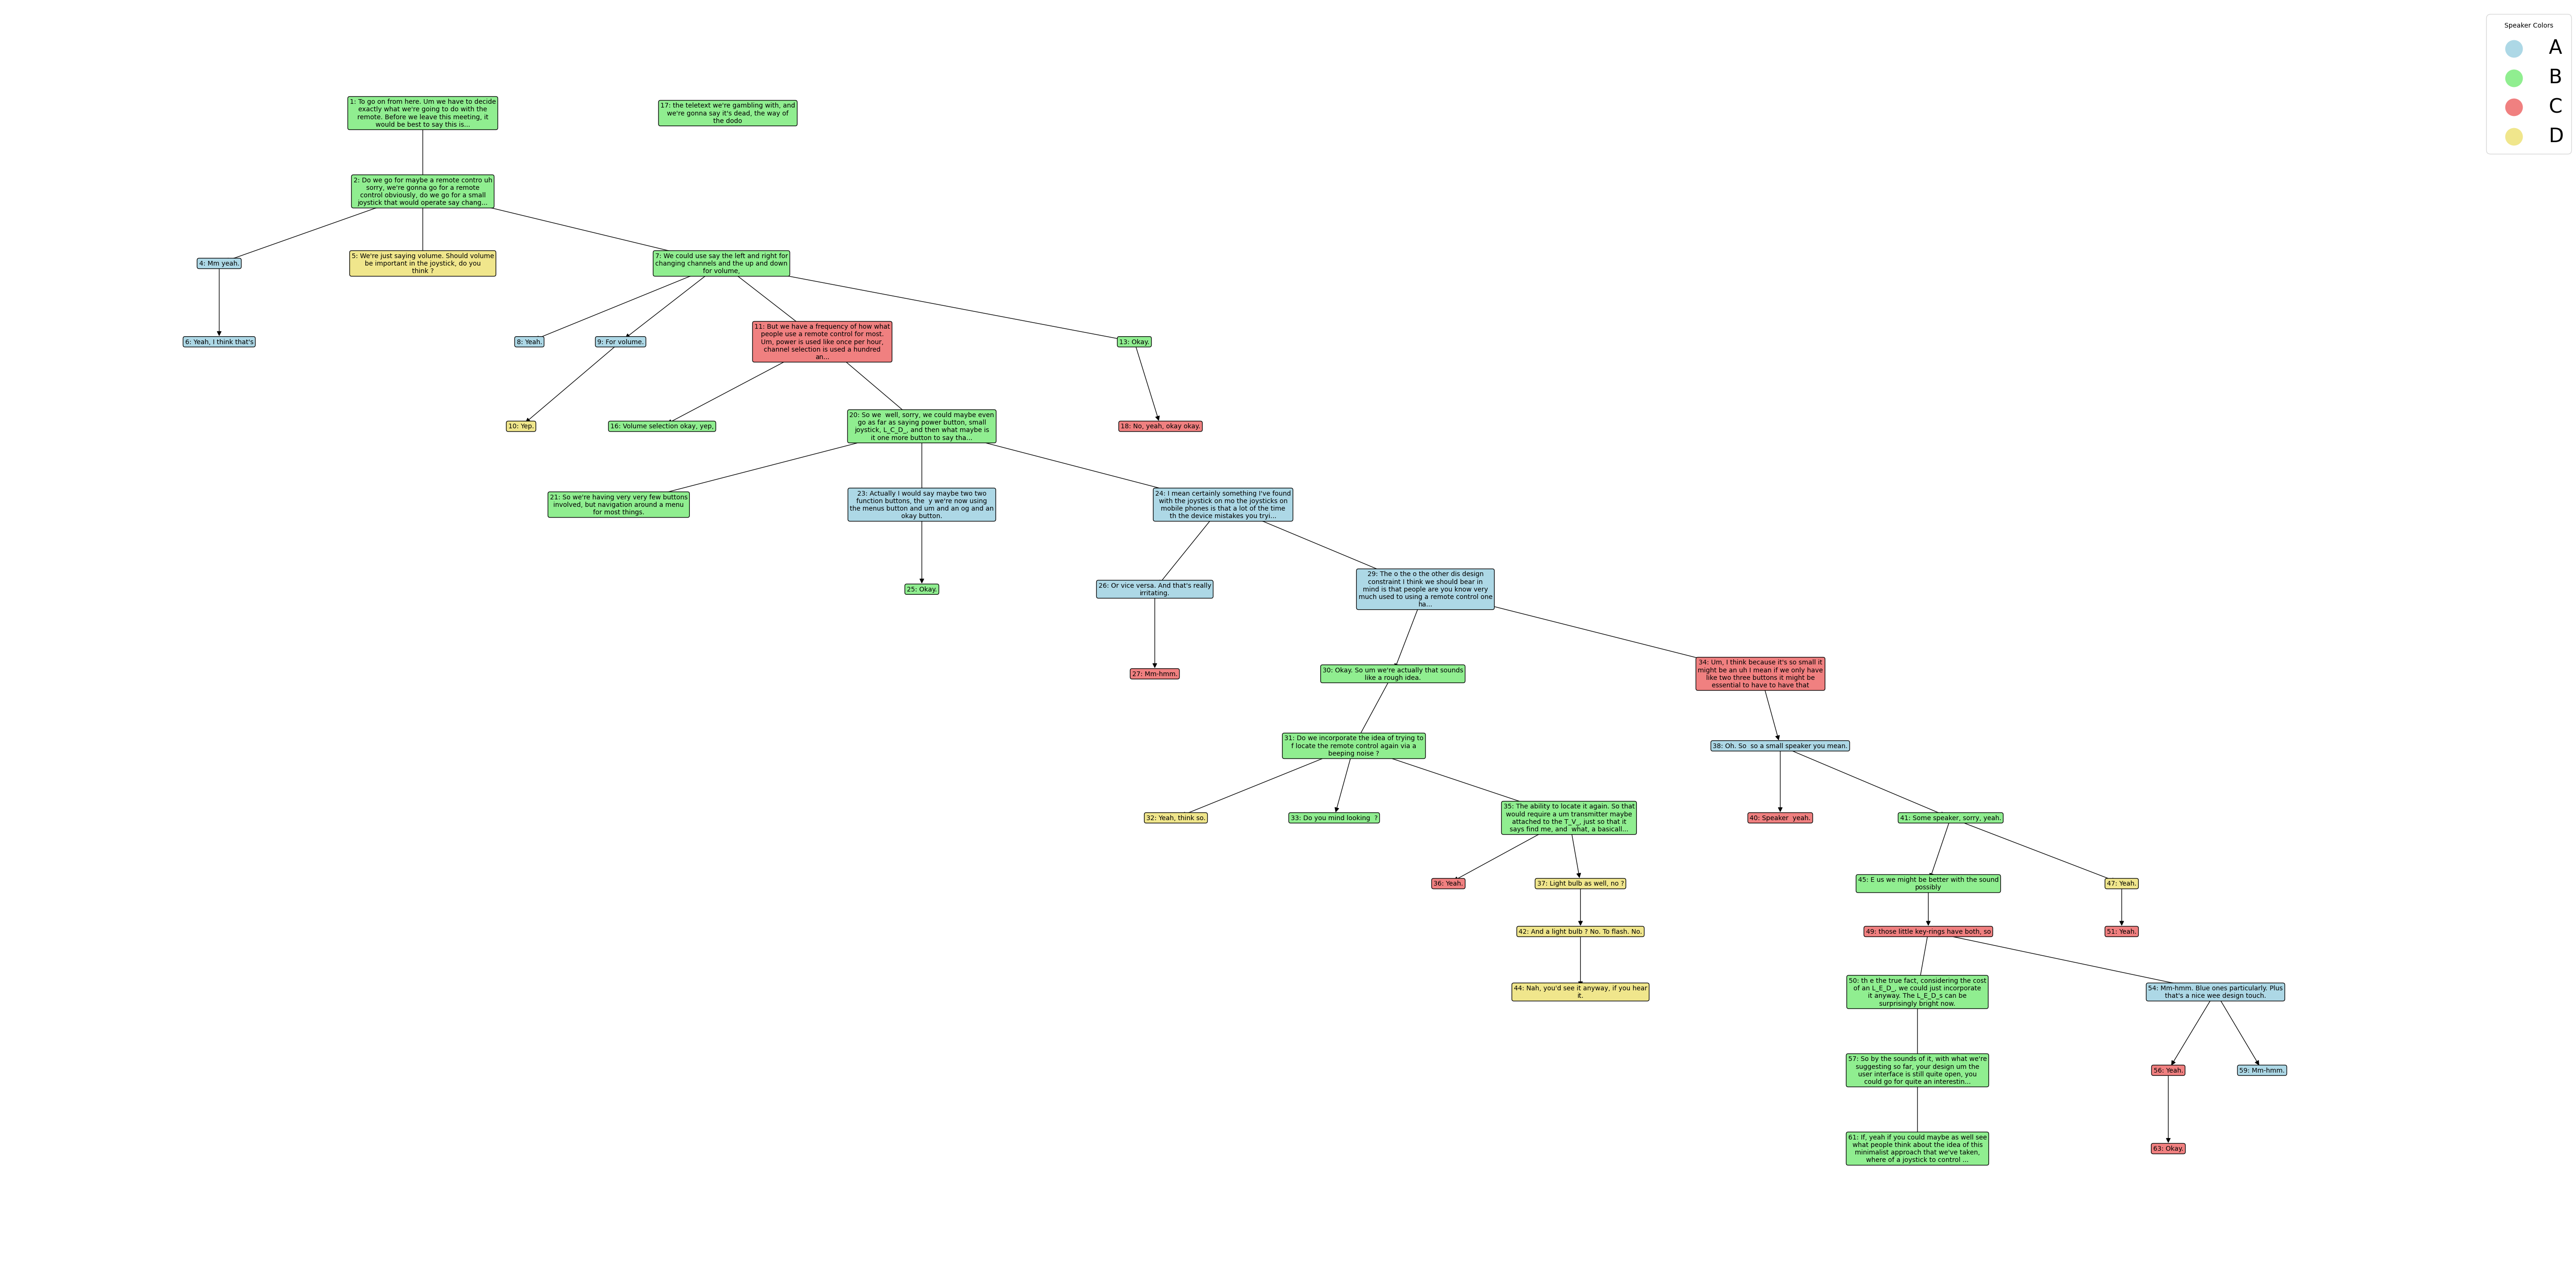 Speaker Colors
A
B
C
D
1: To go on from here. Um we have to decide
exactly what we're going to do with the
remote. Before we leave this meeting, it
would be best to say this is...
17: the teletext we're gambling with, and
we're gonna say it's dead, the way of
the dodo
2: Do we go for maybe a remote contro uh
sorry, we're gonna go for a remote
control obviously, do we go for a small
joystick that would operate say chang...
4: Mm yeah.
5: We're just saying volume. Should volume
be important in the joystick, do you
think ?
7: We could use say the left and right for
changing channels and the up and down
for volume,
6: Yeah, I think that's
8: Yeah.
9: For volume.
11: But we have a frequency of how what
people use a remote control for most.
Um, power is used like once per hour,
channel selection is used a hundred
an...
13: Okay.
10: Yep.
16: Volume selection okay, yep,
20: So we  well, sorry, we could maybe even
go as far as saying power button, small
joystick, L_C_D_, and then what maybe is
it one more button to say tha...
18: No, yeah, okay okay.
21: So we're having very very few buttons
involved, but navigation around a menu
for most things.
23: Actually I would say maybe two two
function buttons, the  y we're now using
the menus button and um and an og and an
okay button.
24: I mean certainly something I've found
with the joystick on mo the joysticks on
mobile phones is that a lot of the time
th the device mistakes you tryi...
25: Okay.
26: Or vice versa. And that's really
irritating.
29: The o the o the other dis design
constraint I think we should bear in
mind is that people are you know very
much used to using a remote control one
ha...
27: Mm-hmm.
30: Okay. So um we're actually that sounds
like a rough idea.
34: Um, I think because it's so small it
might be an uh I mean if we only have
like two three buttons it might be
essential to have to have that
31: Do we incorporate the idea of trying to
f locate the remote control again via a
beeping noise ?
38: Oh. So  so a small speaker you mean.
32: Yeah, think so.
33: Do you mind looking  ?
35: The ability to locate it again. So that
would require a um transmitter maybe
attached to the T_V_, just so that it
says find me, and  what, a basicall...
40: Speaker  yeah.
41: Some speaker, sorry, yeah.
36: Yeah.
37: Light bulb as well, no ?
45: E us we might be better with the sound
possibly
47: Yeah.
42: And a light bulb ? No. To flash. No.
49: those little key-rings have both, so
51: Yeah.
44: Nah, you'd see it anyway, if you hear
it.
50: th e the true fact, considering the cost
of an L_E_D_, we could just incorporate
it anyway. The L_E_D_s can be
surprisingly bright now.
54: Mm-hmm. Blue ones particularly. Plus
that's a nice wee design touch.
57: So by the sounds of it, with what we're
suggesting so far, your design um the
user interface is still quite open, you
could go for quite an interestin...
56: Yeah.
59: Mm-hmm.
61: If, yeah if you could maybe as well see
what people think about the idea of this
minimalist approach that we've taken,
where of a joystick to control ...
63: Okay.